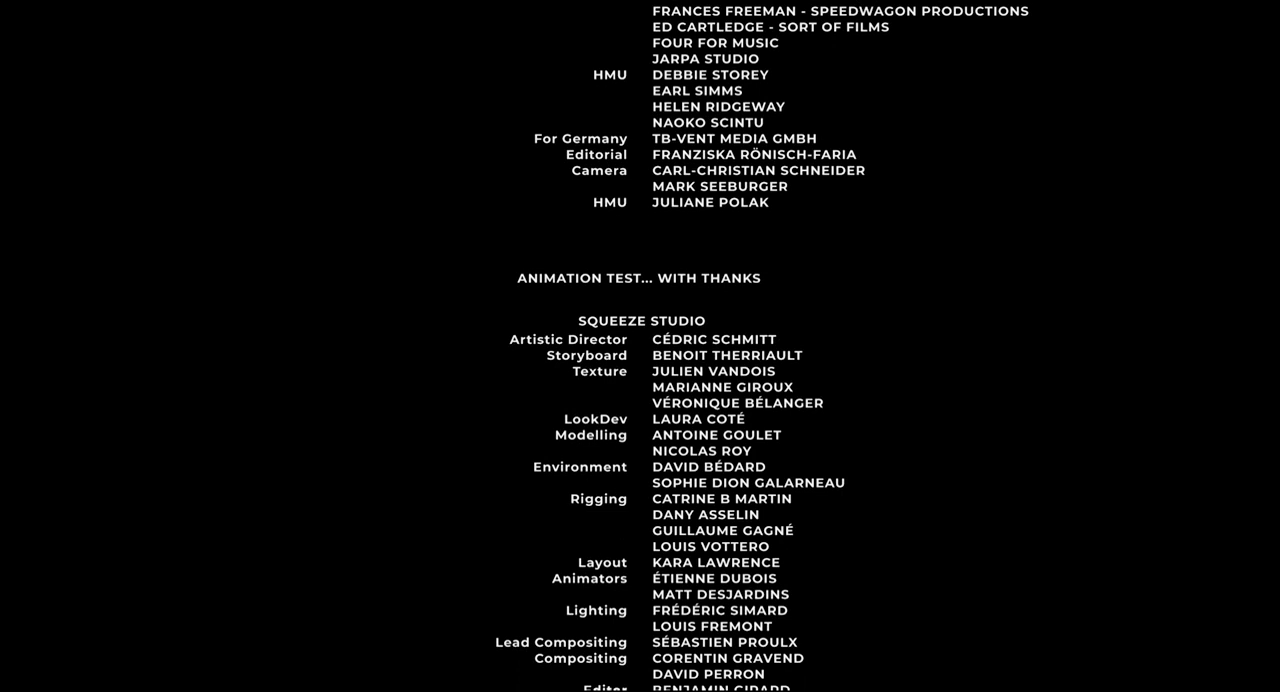 FRANCES FREEMAN - SPEEDWAGON PRODUCTIONS
ED CARTLEDGE - SORT OF FILMS
FOUR FOR MUSIC
JARPA STUDIO
HMU DEBBIE STOREY
EARL SIMMS
HELEN RIDGEWAY
NAOKO SCINTU
For Germany TB-VENT MEDIA GMBH
Editorial FRANZISKA RÖNISCH-FARIA
Camera CARL-CHRISTIAN SCHNEIDER
MARK SEEBURGER
HMU JULIANE POLAK
ANIMATION TEST... WITH THANKS
SQUEEZE STUDIO
Artistic Director CÉDRIC SCHMITT
Storyboard BENOIT THERRIAULT
Texture JULIEN VANDOIS
MARIANNE GIROUX
VÉRONIQUE BÉLANGER
LookDev LAURA COTÉ
Modelling ANTOINE GOULET
NICOLAS ROY
Environment DAVID BÉDARD
SOPHIE DION GALARNEAU
Rigging CATRINE B MARTIN
DANY ASSELIN
GUILLAUME GAGNÉ
LOUIS VOTTERO
Layout KARA LAWRENCE
Animators ÉTIENNE DUBOIS
MATT DESJARDINS
Lighting FRÉDÉRIC SIMARD
LOUIS FREMONT
Lead Compositing SÉBASTIEN PROULX
Compositing CORENTIN GRAVEND
DAVID PERRON
Editor BENJAMIN GIRARD